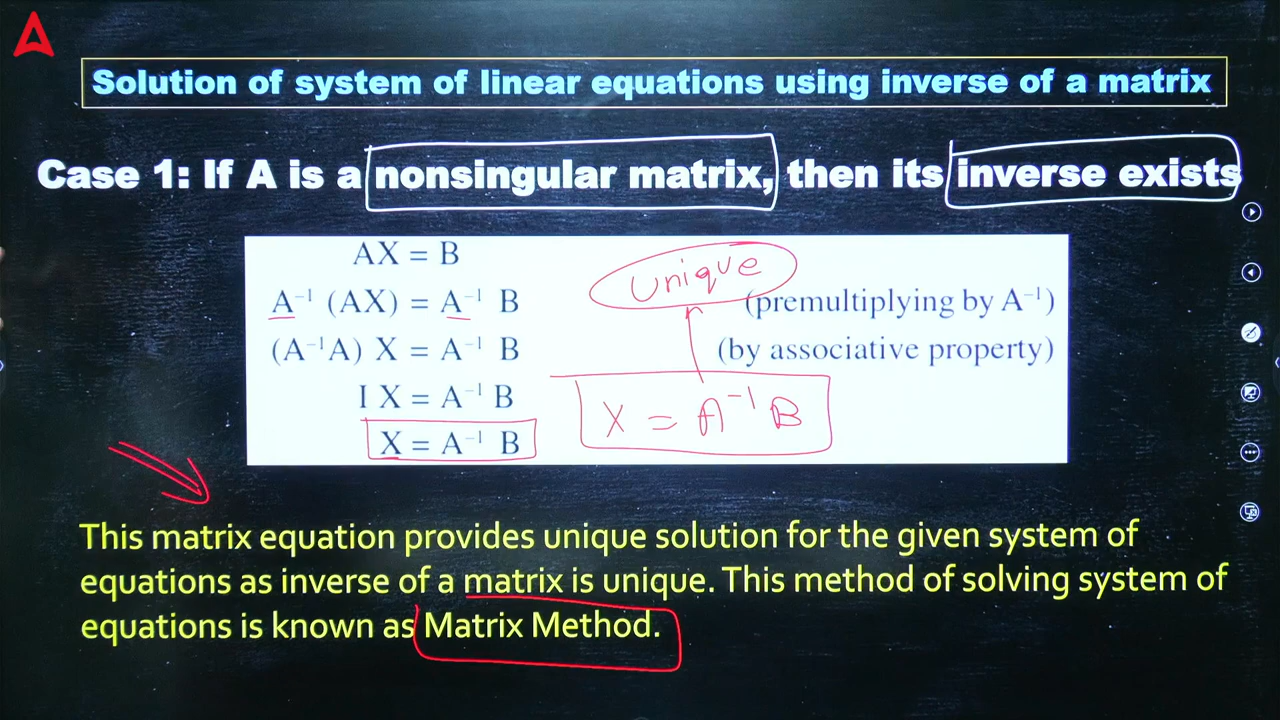 Solution of system of linear equations using inverse of a matrix
Case 1: If A is a nonsingular matrix, then its inverse exists
AX = B
A⁻¹ (AX) = A⁻¹ B (premultiplying by A⁻¹)
(A⁻¹A) X = A⁻¹ B (by associative property)
I X = A⁻¹ B
X = A⁻¹ B
unique
X = A⁻¹ B
This matrix equation provides unique solution for the given system of
equations as inverse of a matrix is unique. This method of solving system of
equations is known as Matrix Method.